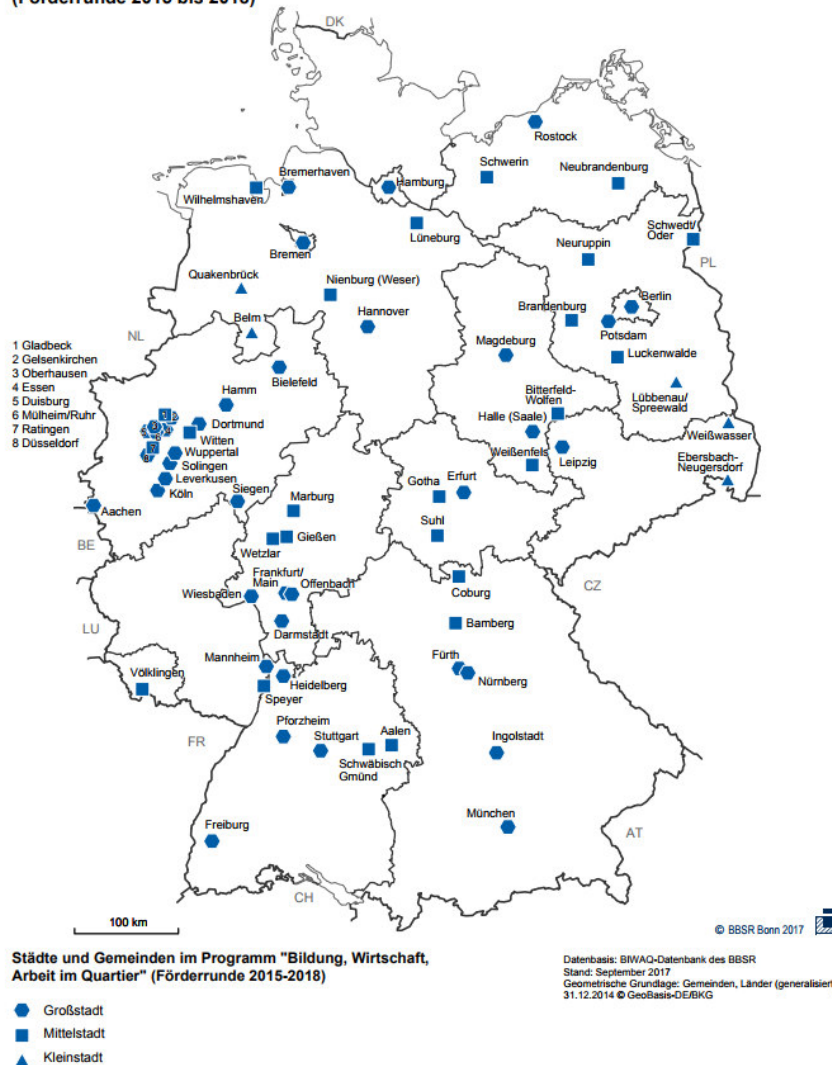 (Förderrunde 2015 bis 2018)
DK
Rostock
Schwerin
Neubrandenburg
Bremerhaven
Hamburg
Wilhelmshaven
Lüneburg
Schwedt/
Oder
Bremen
Neuruppin
PL
Quakenbrück
Nienburg (Weser)
Berlin
Belm
Hannover
Brandenburg
Potsdam
NL
Magdeburg
Luckenwalde
1 Gladbeck
2 Gelsenkirchen
3 Oberhausen
4 Essen
5 Duisburg
6 Mülheim/Ruhr
7 Ratingen
8 Düsseldorf
Bielefeld
Hamm
Bitterfeld-
Wolfen
Lübbenau/
Spreewald
Dortmund
Halle (Saale)
Weißwasser
Witten
Wuppertal
Weißenfels
Leipzig
Ebersbach-
Neugersdorf
Solingen
Leverkusen
Köln
Siegen
Marburg
Gotha
Erfurt
Aachen
Gießen
Suhl
BE
Wetzlar
Frankfurt/
Main
Offenbach
Coburg
CZ
Wiesbaden
LU
Darmstadt
Bamberg
Mannheim
Fürth
Völklingen
Heidelberg
Nürnberg
Speyer
Pforzheim
Stuttgart
Aalen
FR
Schwäbisch
Gmünd
Ingolstadt
Freiburg
München
AT
CH
100 km
© BBSR Bonn 2017
Städte und Gemeinden im Programm "Bildung, Wirtschaft,
Arbeit im Quartier" (Förderrunde 2015-2018)
Großstadt
Mittelstadt
Kleinstadt
Datenbasis: BIWAQ-Datenbank des BBSR
Stand: September 2017
Geometrische Grundlage: Gemeinden, Länder (generalisiert
31.12.2014 © GeoBasis-DE/BKG